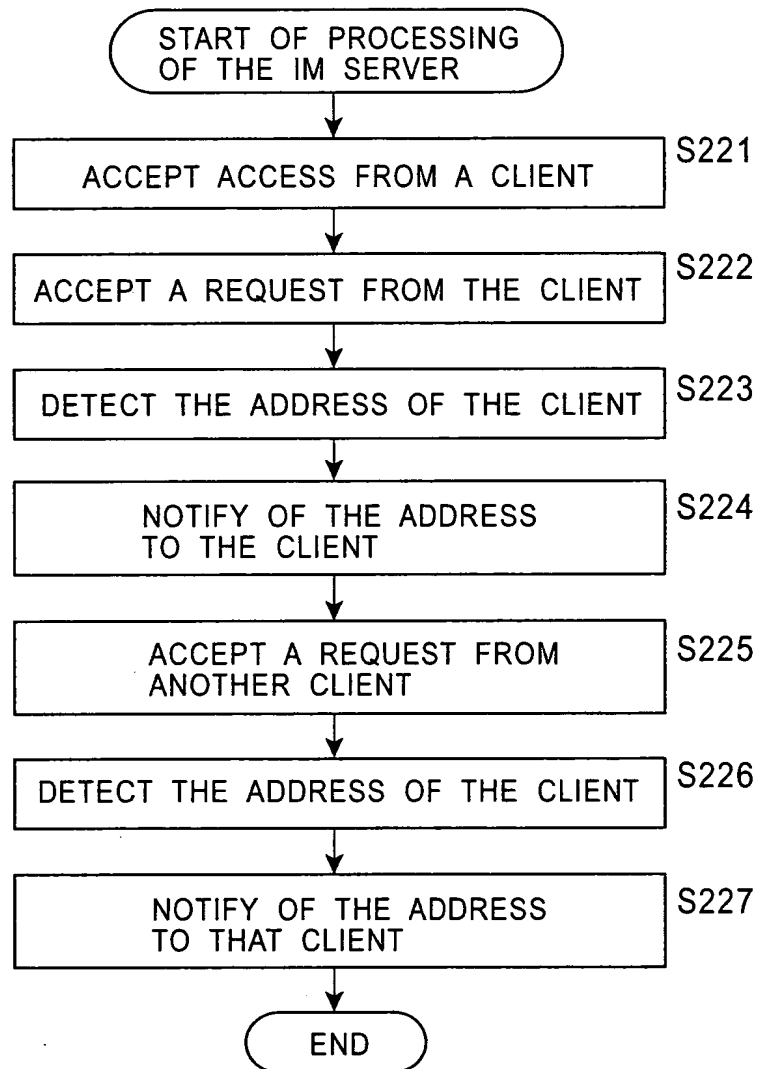 START OF PROCESSING
OF THE IM SERVER
S221
ACCEPT ACCESS FROM A CLIENT
S222
ACCEPT A REQUEST FROM THE CLIENT
S223
DETECT THE ADDRESS OF THE CLIENT
S224
NOTIFY OF THE ADDRESS
TO THE CLIENT
S225
ACCEPT A REQUEST FROM
ANOTHER CLIENT
S226
DETECT THE ADDRESS OF THE CLIENT
S227
NOTIFY OF THE ADDRESS
TO THAT CLIENT
END